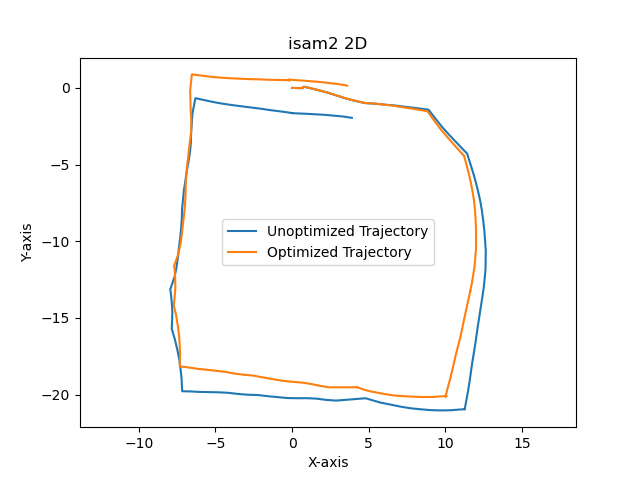 isam2 2D
0
−5
−10
−15
−20
Y-axis
Unoptimized Trajectory
Optimized Trajectory
−10 −5 0 5 10 15
X-axis